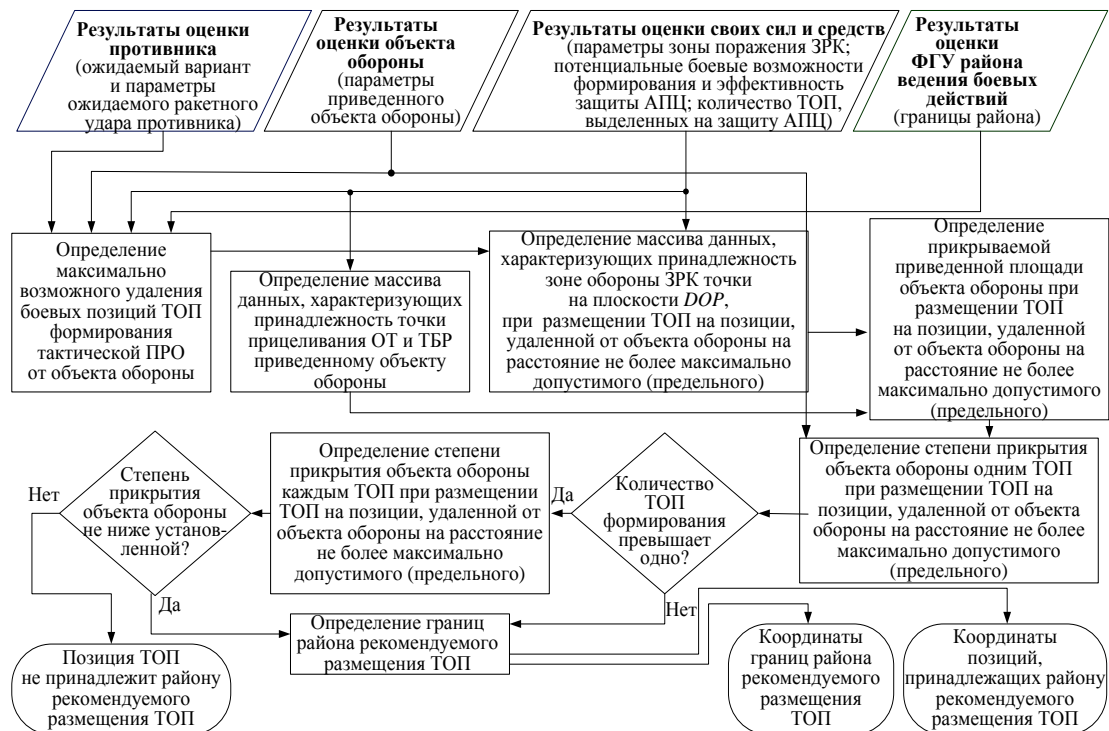 Результаты оценки
противника
(ожидаемый вариант
и параметры
ожидаемого ракетного
удара противника)
Результаты
оценки объекта
обороны
(параметры
приведенного
объекта обороны)
Результаты оценки своих сил и средств
(параметры зоны поражения ЗРК;
потенциальные боевые возможности
формирования и эффективность
защиты АПЦ; количество ТОП,
выделенных на защиту АПЦ)
Результаты
оценки
ФГУ района
ведения боевых
действий
(границы района)
Определение
максимально
возможного удаления
боевых позиций ТОП
формирования
тактической ПРО
от объекта обороны
Определение массива
данных, характеризующих
принадлежность точки
прицеливания ОТ и ТБР
приведенному объекту
обороны
Определение массива данных,
характеризующих принадлежность
зоне обороны ЗРК точки
на плоскости DOP,
при размещении ТОП на позиции,
удаленной от объекта обороны на
расстояние не более максимально
допустимого (предельного)
Определение
прикрываемой
приведенной площади
объекта обороны при
размещении ТОП
на позиции, удаленной
от объекта обороны на
расстояние не более
максимально допустимого
(предельного)
Степень
прикрытия
объекта обороны
не ниже установ-
ленной?
Нет
Да
Определение степени
прикрытия объекта обороны
каждым ТОП при размещении
ТОП на позиции, удаленной от
объекта обороны на расстояние
не более максимально
допустимого (предельного)
Да
Количество
ТОП
формирования
превышает
одно?
Нет
Определение степени прикрытия
объекта обороны одним ТОП
при размещении ТОП на
позиции, удаленной от объекта
обороны на расстояние не более
максимально допустимого
(предельного)
Позиция ТОП
не принадлежит району
рекомендуемого
размещения ТОП
Определение границ
района рекомендуемого
размещения ТОП
Координаты
границ района
рекомендуемого
размещения
ТОП
Координаты
позиций,
принадлежащих району
рекомендуемого
размещения ТОП